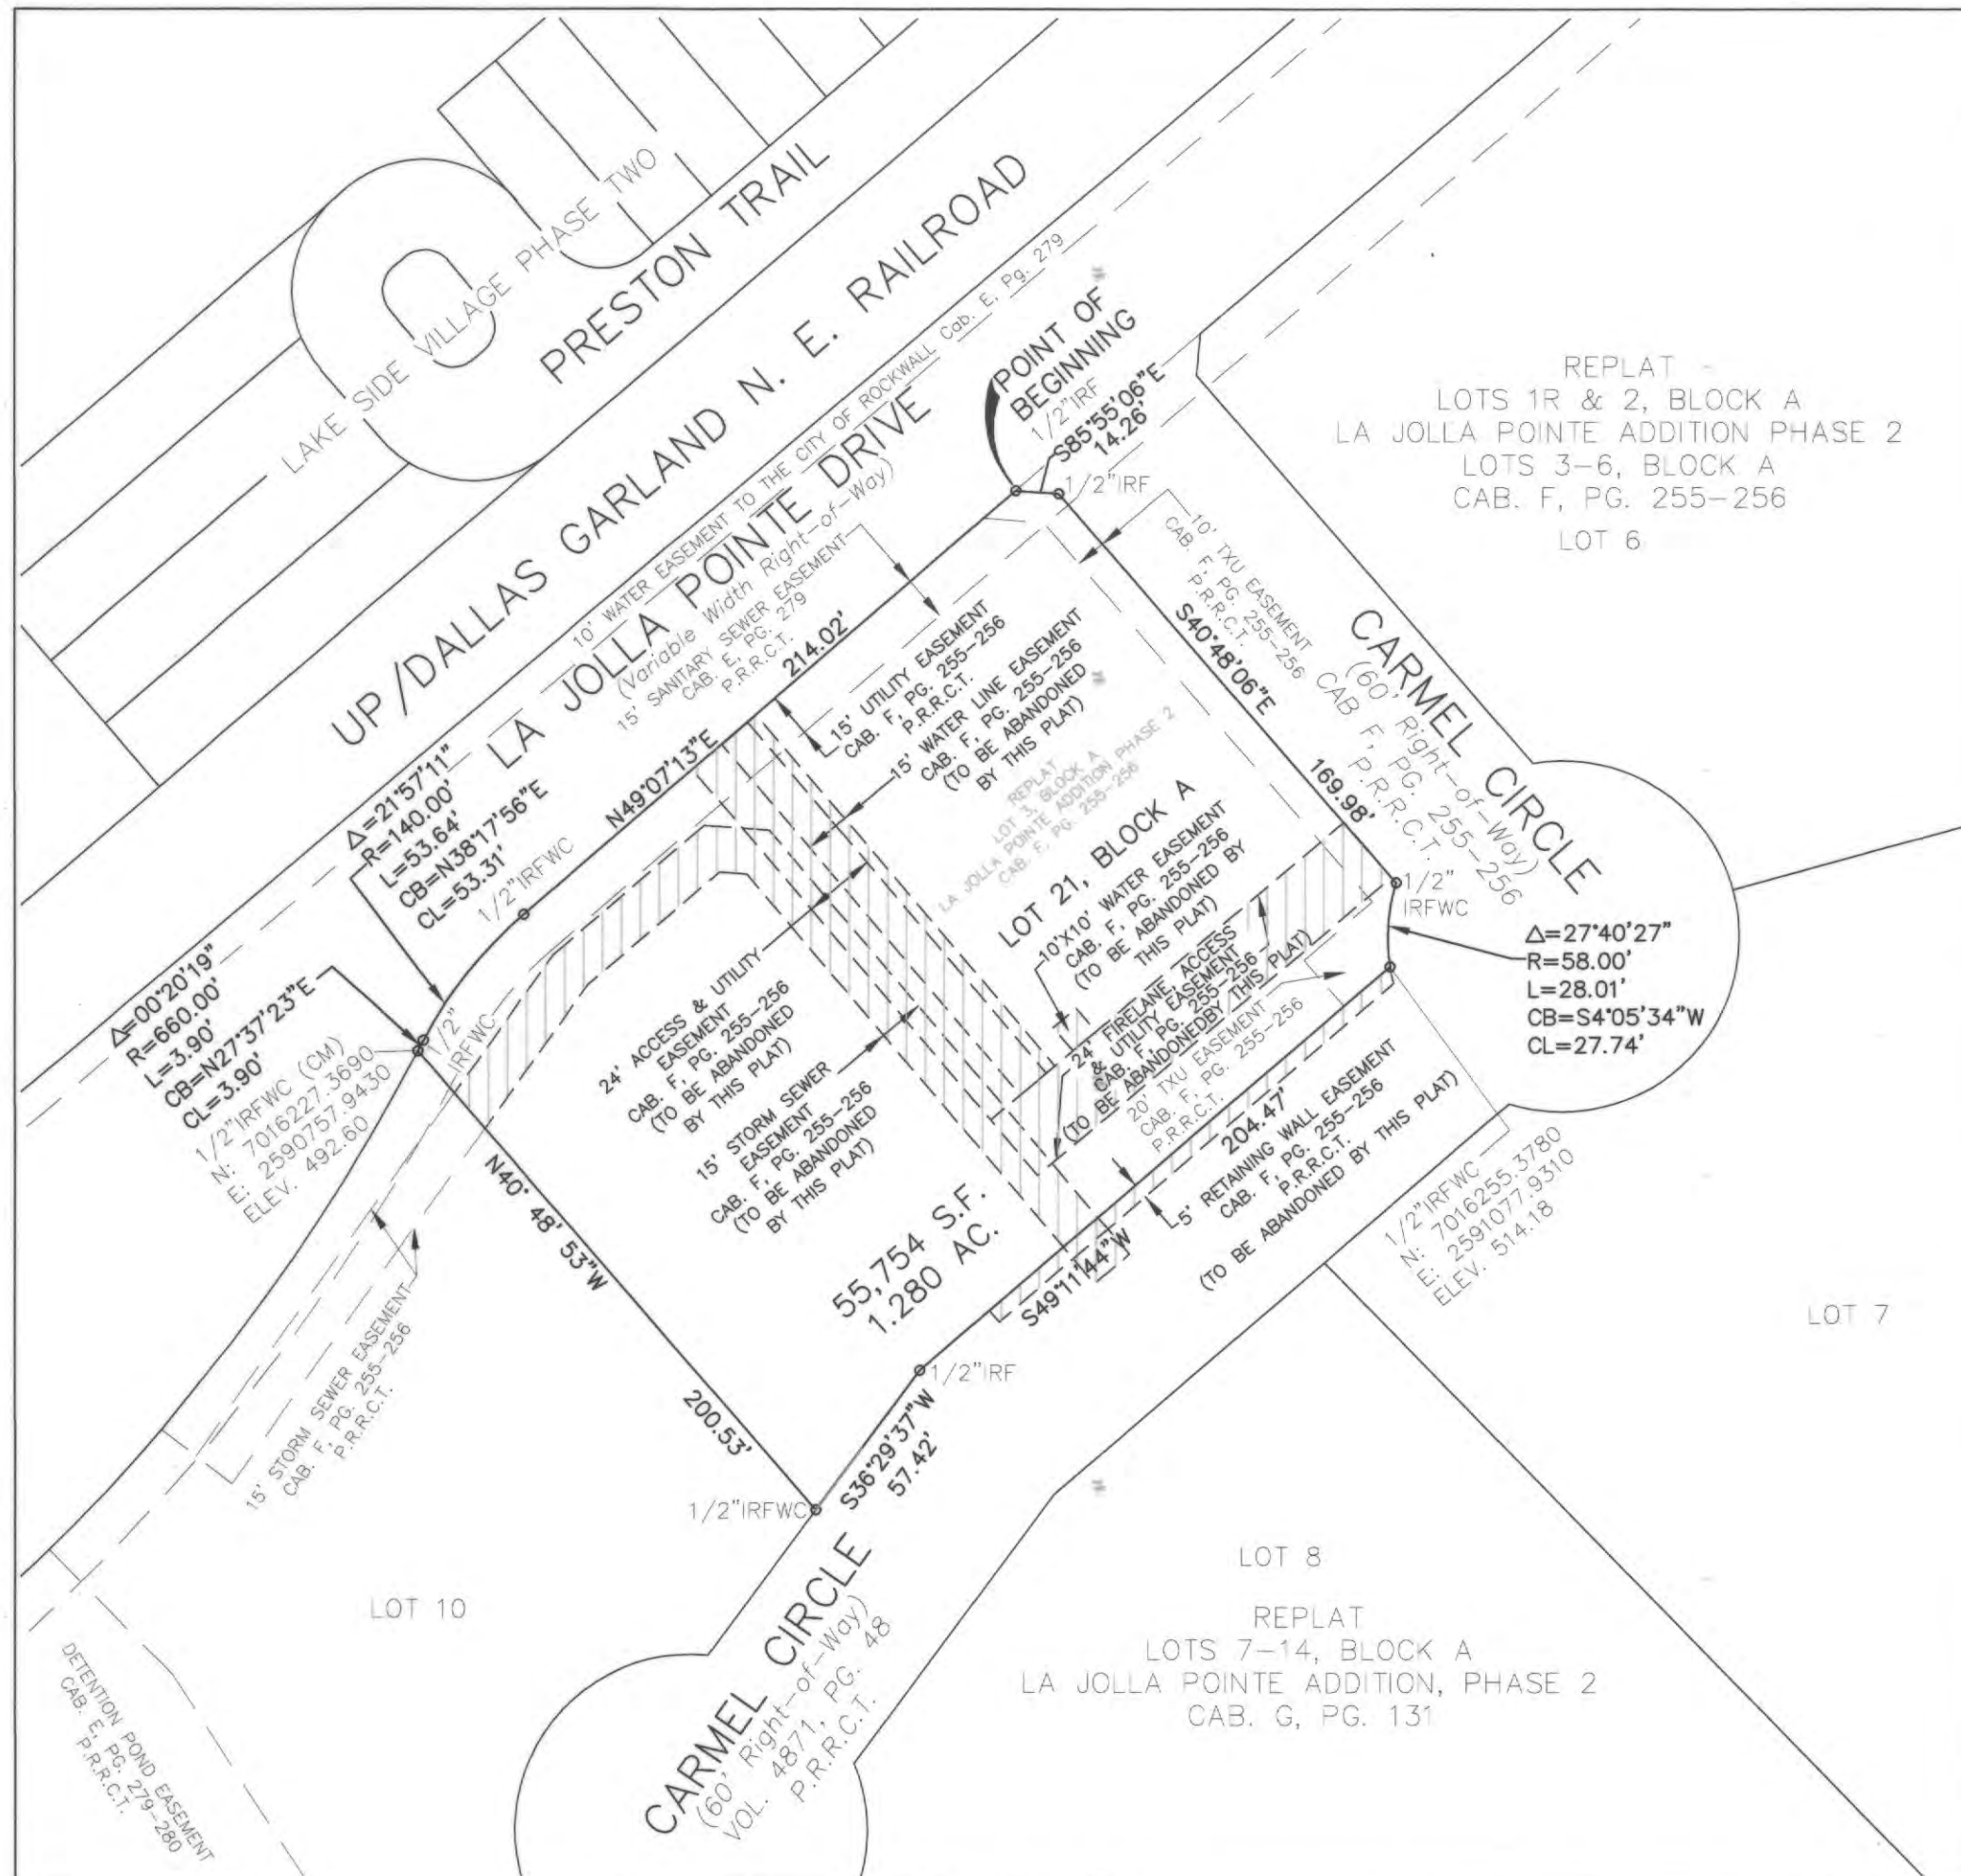 LAKE SIDE VILLAGE PHASE TWO
PRESTON TRAIL
UP/DALLAS GARLAND N. E. RAILROAD
10' WATER EASEMENT TO THE CITY OF ROCKWALL Cab. E, Pg. 279
LA JOLLA POINTE DRIVE
(Variable Width Right-of-Way)
15' SANITARY SEWER EASEMENT
CAB. E, PG. 279
P.R.R.C.T.
POINT OF
BEGINNING
1/2"IRF
S85°55'06"E
14.26'
1/2"IRF
REPLAT
LOTS 1R & 2, BLOCK A
LA JOLLA POINTE ADDITION PHASE 2
LOTS 3-6, BLOCK A
CAB. F, PG. 255-256
LOT 6
10' TXU EASEMENT
CAB. F, PG. 255-256
P.R.R.C.T.
S40°48'06"E
169.98'
CARMEL CIRCLE
(60' Right-of-Way)
CAB F, PG. 255-256
P.R.R.C.T.
N49°07'13"E
214.02'
15' UTILITY EASEMENT
CAB. F, PG. 255-256
P.R.R.C.T.
15' WATER LINE EASEMENT
CAB. F, PG. 255-256
(TO BE ABANDONED
BY THIS PLAT)
REPLAT
LOT 3, BLOCK A
LA JOLLA POINTE ADDITION PHASE 2
CAB. F, PG. 255-256
LOT 21, BLOCK A
10'X10' WATER EASEMENT
CAB. F, PG. 255-256
(TO BE ABANDONED BY
THIS PLAT)
24' FIRELANE, ACCESS
& UTILITY EASEMENT
CAB. F, PG. 255-256
(TO BE ABANDONEDBY THIS PLAT)
20' TXU EASEMENT
CAB. F, PG. 255-256
P.R.R.C.T.
1/2"
IRFWC
Δ=27°40'27"
R=58.00'
L=28.01'
CB=S4°05'34"W
CL=27.74'
Δ=21°57'11"
R=140.00'
L=53.64'
CB=N38°17'56"E
CL=53.31'
1/2"IRFWC
Δ=00°20'19"
R=660.00'
L=3.90'
CB=N27°37'23"E
CL=3.90'
1/2"IRFWC (CM)
N: 7016227.3690
E: 2590757.9430
ELEV. 492.60
1/2"
IRFWC
24' ACCESS & UTILITY
EASEMENT
CAB. F, PG. 255-256
(TO BE ABANDONED
BY THIS PLAT)
15' STORM SEWER
EASEMENT
CAB. F, PG. 255-256
(TO BE ABANDONED
BY THIS PLAT)
55,754 S.F.
1.280 AC.
204.47'
S49°11'44"W
5' RETAINING WALL EASEMENT
CAB. F, PG. 255-256
P.R.R.C.T.
(TO BE ABANDONED BY THIS PLAT)
1/2"IRFWC
N: 7016255.3780
E: 2591077.9310
ELEV. 514.18
LOT 7
N40° 48' 53"W
200.53'
15' STORM SEWER EASEMENT
CAB. F, PG. 255-256
P.R.R.C.T.
1/2"IRF
S36°29'37"W
57.42'
1/2"IRFWC
LOT 10
LOT 8
REPLAT
LOTS 7-14, BLOCK A
LA JOLLA POINTE ADDITION, PHASE 2
CAB. G, PG. 131
CARMEL CIRCLE
(60' Right-of-Way)
VOL. 4871, PG. 48
P.R.R.C.T.
DETENTION POND EASEMENT
CAB. E, PG. 279-280
P.R.R.C.T.